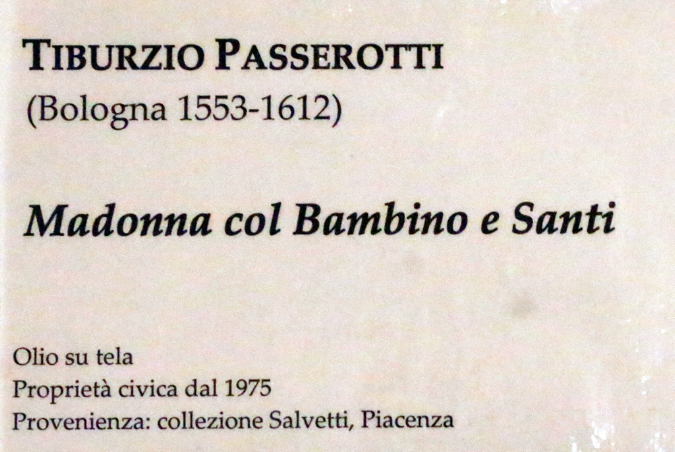 TIBURZIO PASSEROTTI
(Bologna 1553-1612)
Madonna col Bambino e Santi
Olio su tela
Proprietà civica dal 1975
Provenienza: collezione Salvetti, Piacenza